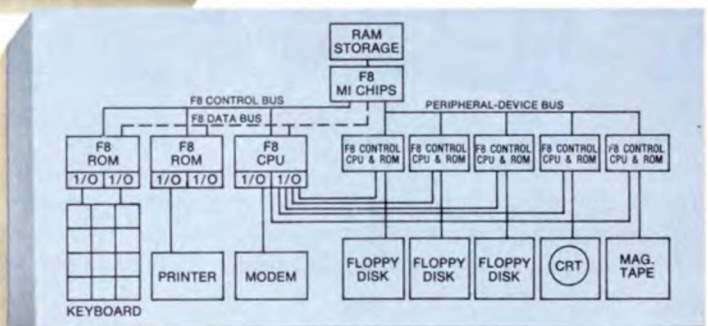 RAM
STORAGE
F8
MI CHIPS
F8 CONTROL BUS
PERIPHERAL-DEVICE BUS
F8 DATA BUS
F8
ROM
I/O I/O
F8
ROM
I/O I/O
F8
CPU
I/O I/O
F8 CONTROL
CPU & ROM
F8 CONTROL
CPU & ROM
F8 CONTROL
CPU & ROM
F8 CONTROL
CPU & ROM
F8 CONTROL
CPU & ROM
KEYBOARD
PRINTER
MODEM
FLOPPY
DISK
FLOPPY
DISK
FLOPPY
DISK
CRT
MAG.
TAPE